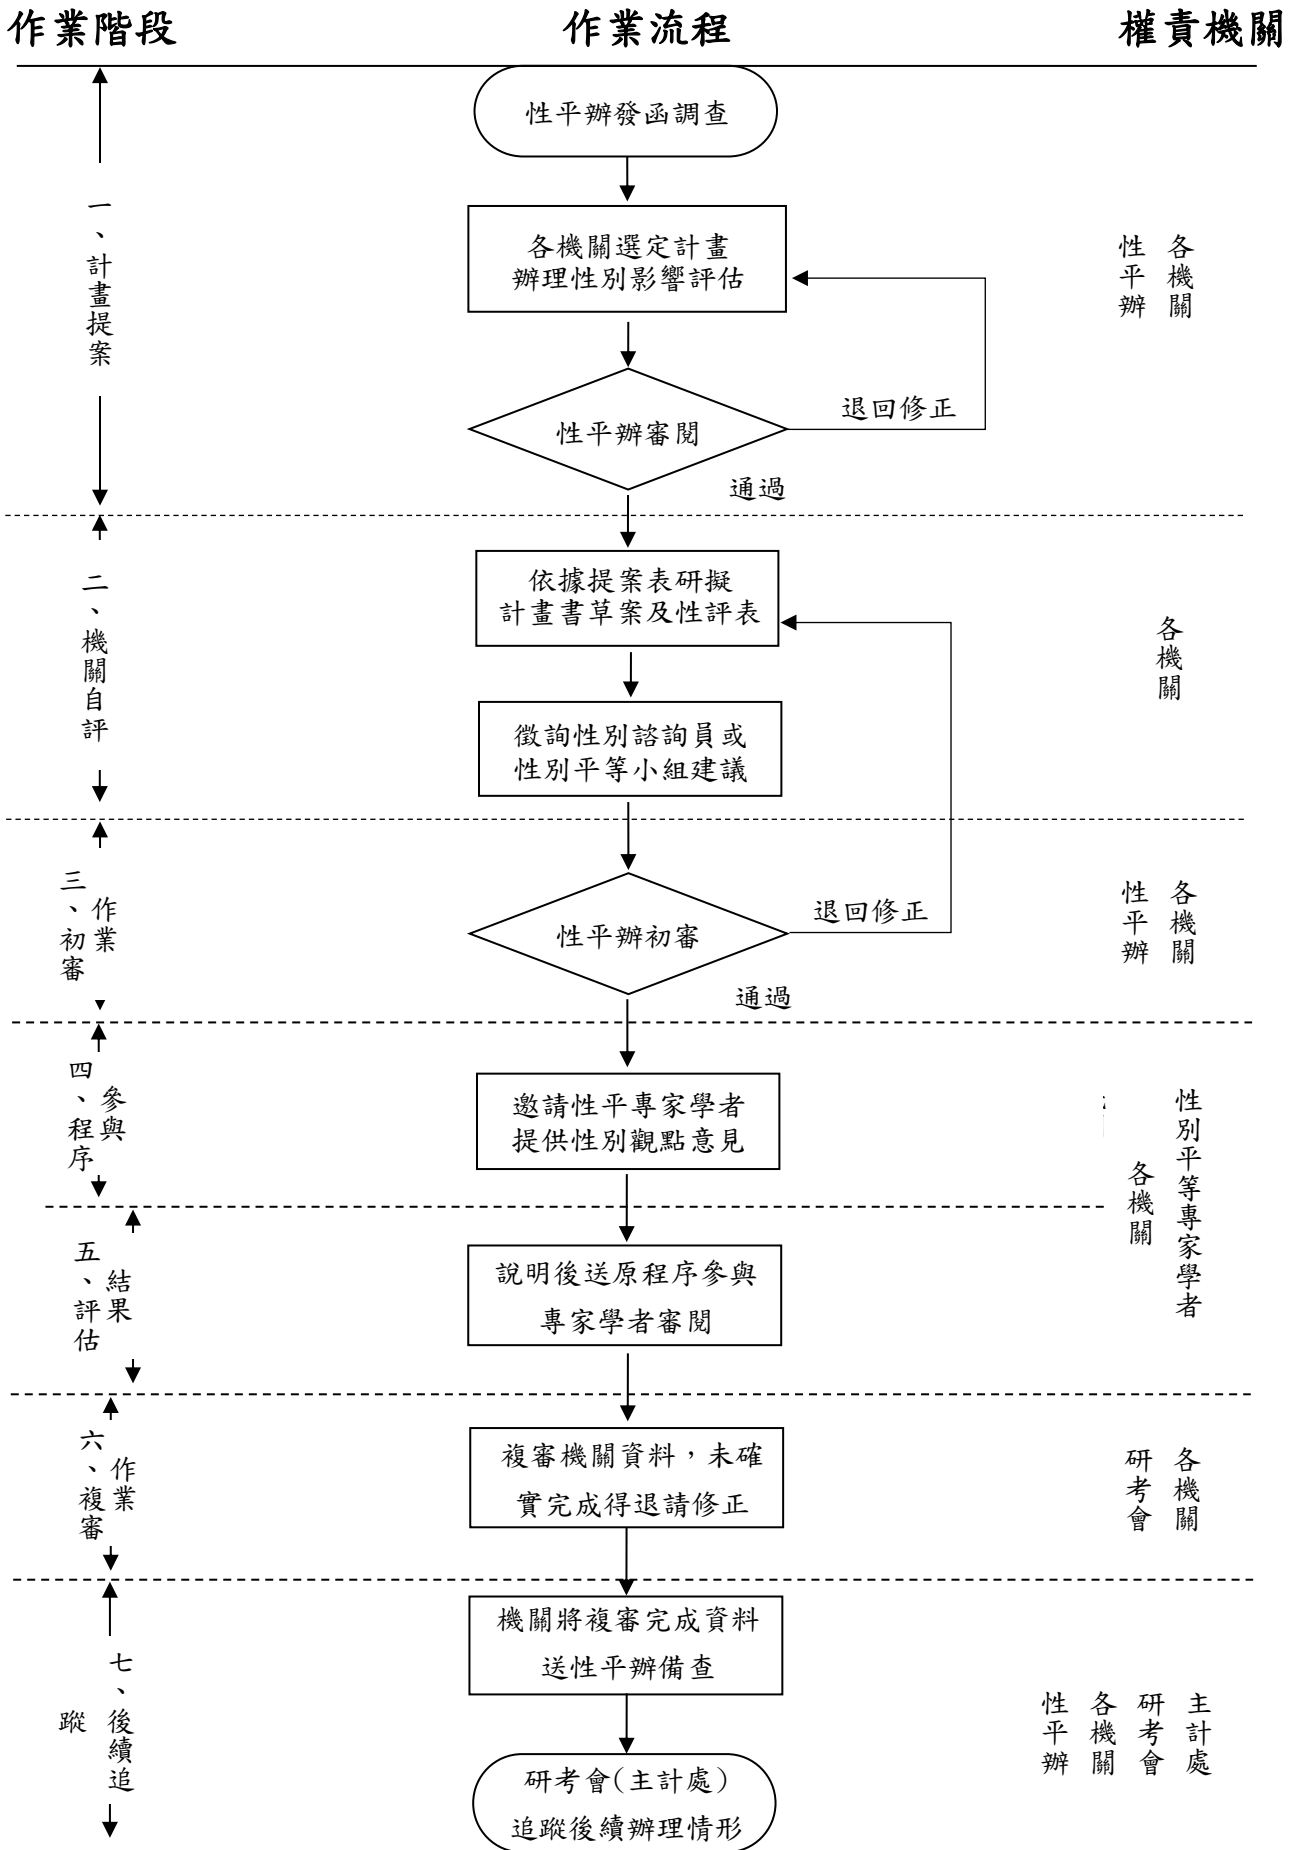 作業階段
作業流程
權責機關
性平辦發函調查
一、計畫提案
各機關選定計畫
辦理性別影響評估
各機關
性平辦
退回修正
性平辦審閱
通過
二、機關自評
依據提案表研擬
計畫書草案及性評表
各機關
徵詢性別諮詢員或
性別平等小組建議
三、初審
作業
性平辦初審
退回修正
各機關
性平辦
通過
四、程序
參與
邀請性平專家學者
提供性別觀點意見
性別平等專家學者
各機關
五、評估
結果
說明後送原程序參與
專家學者審閱
六、複審
作業
複審機關資料，未確
實完成得退請修正
各機關
研考會
七、後續追
蹤
機關將複審完成資料
送性平辦備查
主計處
研考會
各機關
性平辦
研考會(主計處)
追蹤後續辦理情形